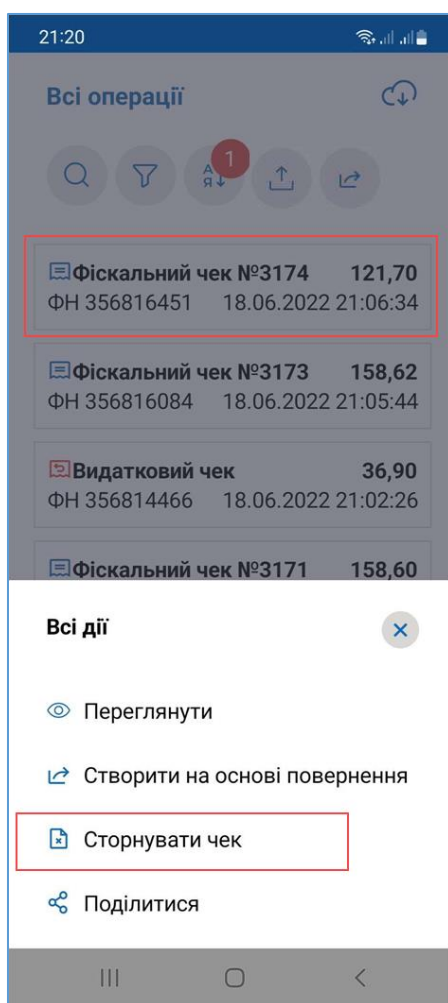 21:20
Всі операції
А
Я
1
Фіскальний чек №3174 121,70
ФН 356816451 18.06.2022 21:06:34
Фіскальний чек №3173 158,62
ФН 356816084 18.06.2022 21:05:44
Видатковий чек 36,90
ФН 356814466 18.06.2022 21:02:26
Фіскальний чек №3171 158,60
Всі дії
Переглянути
Створити на основі повернення
Сторнувати чек
Поділитися